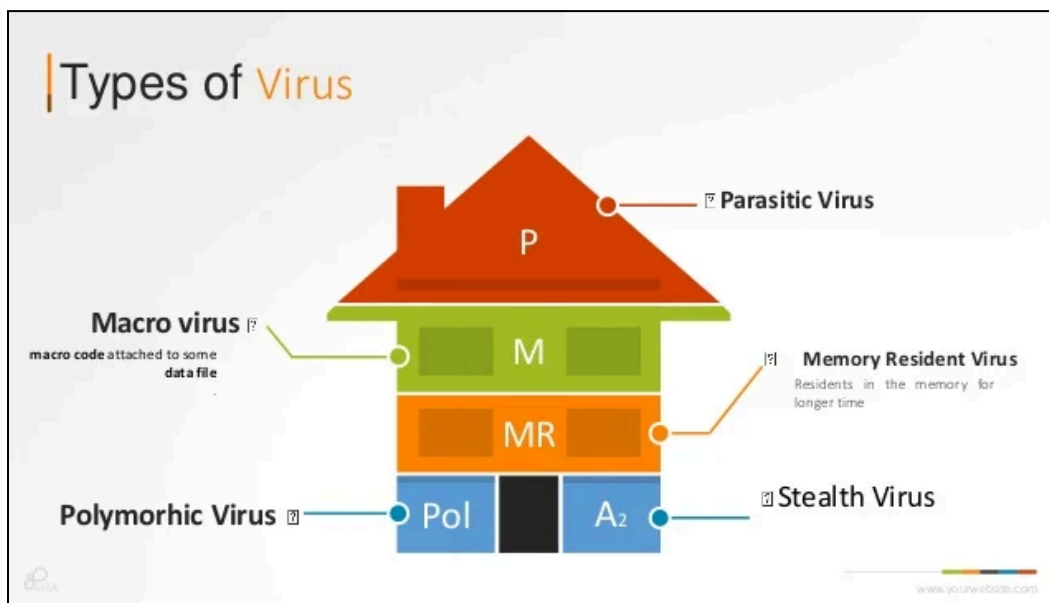 Types of Virus
P
Parasitic Virus
Macro virus
macro code attached to some
data file
.
M
Memory Resident Virus
Residents in the memory for
longer time
MR
Polymorhic Virus
Pol
A2
Stealth Virus
www.yourwebsite.com